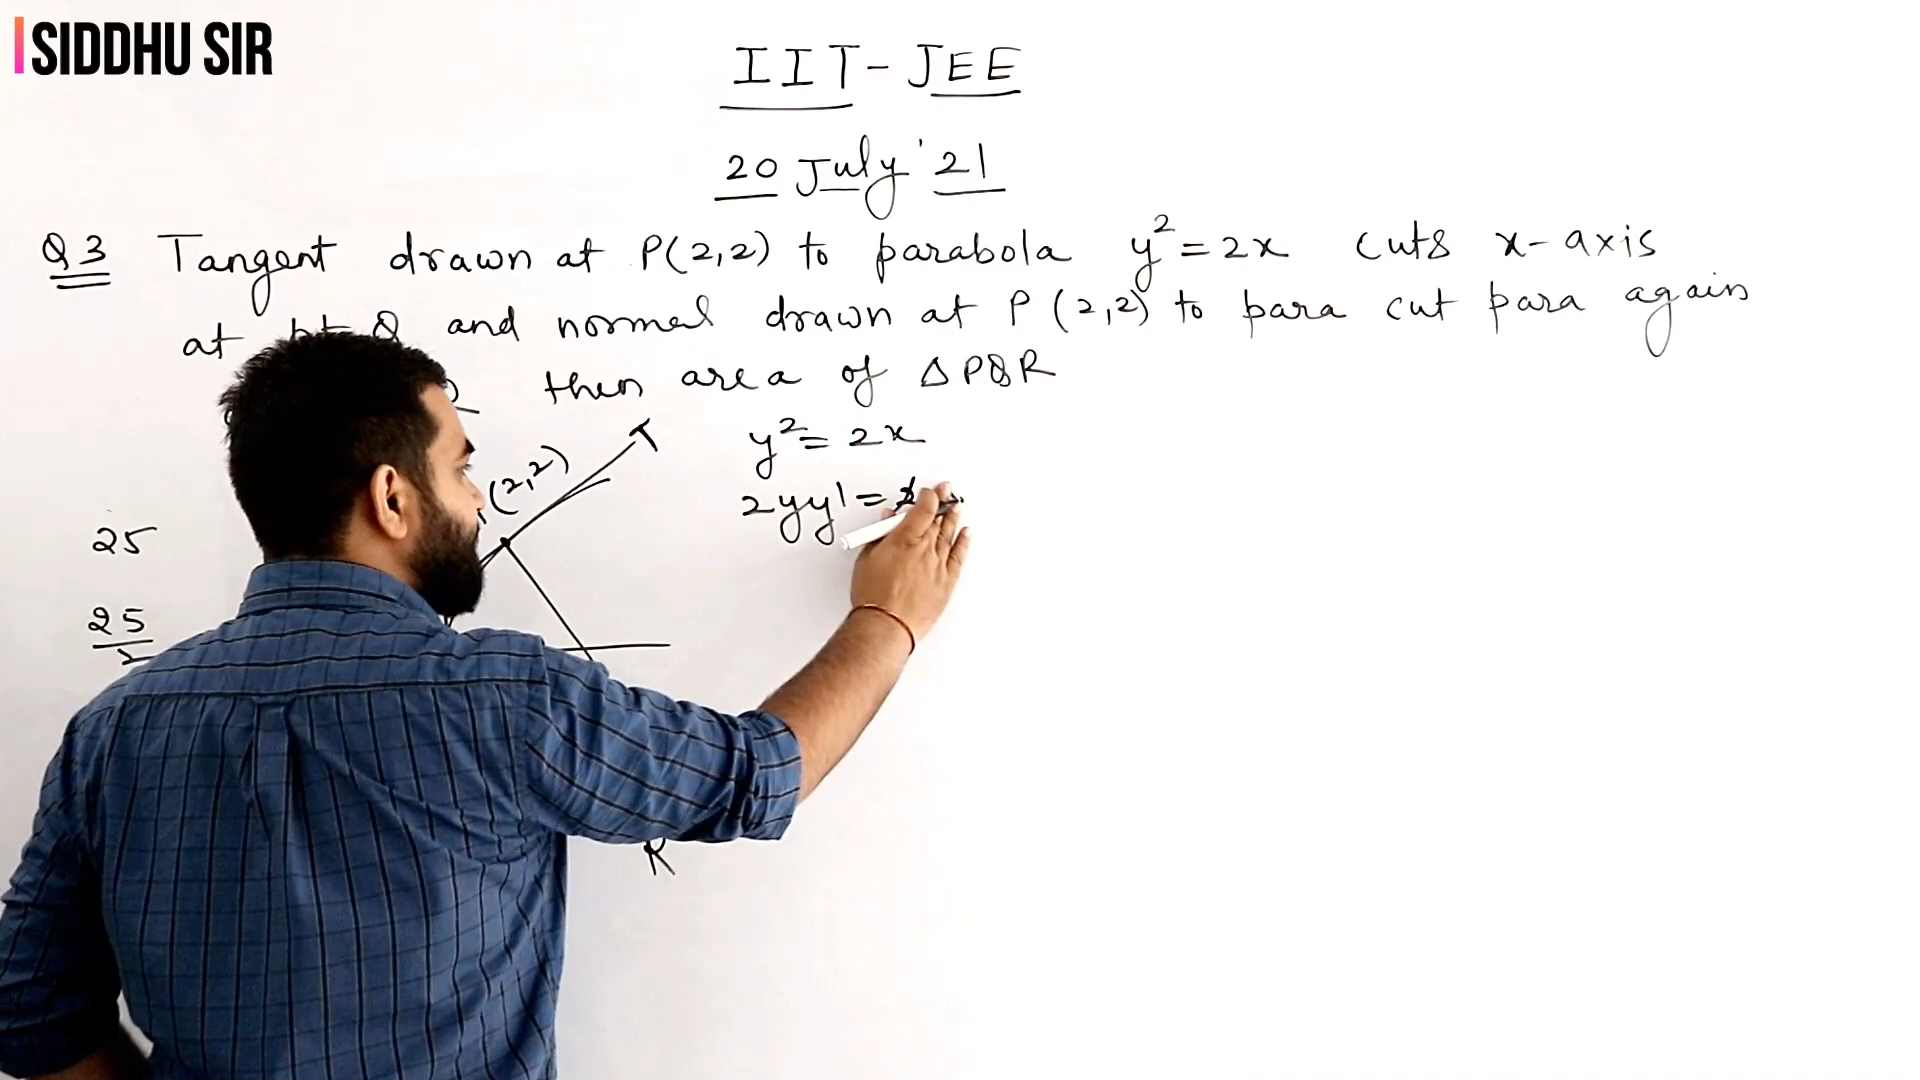 SIDDHU SIR
IIT-JEE
20 July '21
Q3 Tangent drawn at P(2,2) to parabola y²=2x cuts x-axis
at pt Q and normal drawn at P (2,2) to para cut para again
then area of ΔPQR
(2,2)
T
25
25/2
R
y²=2x
2yy'=